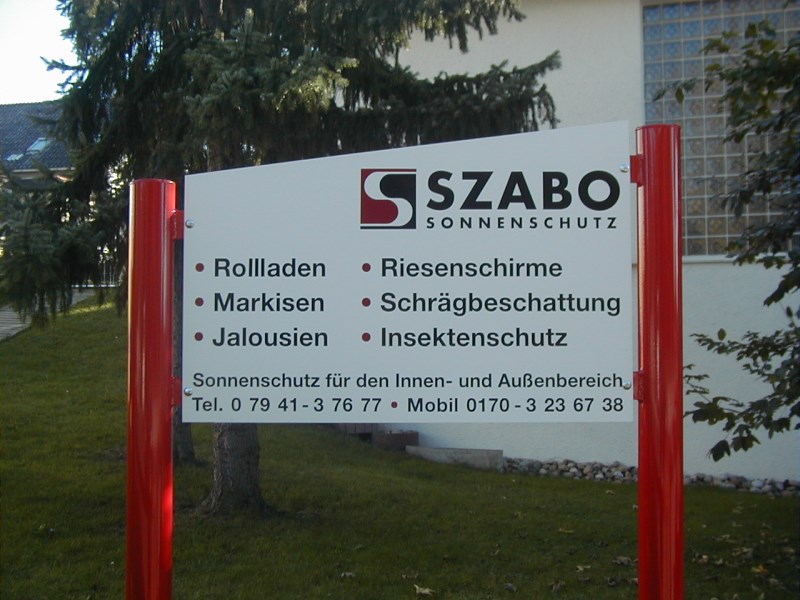 SZABO
SONNENSCHUTZ
• Rollladen • Riesenschirme
• Markisen • Schrägbeschattung
• Jalousien • Insektenschutz
Sonnenschutz für den Innen- und Außenbereich
Tel. 0 79 41 - 3 76 77 • Mobil 0170 - 3 23 67 38